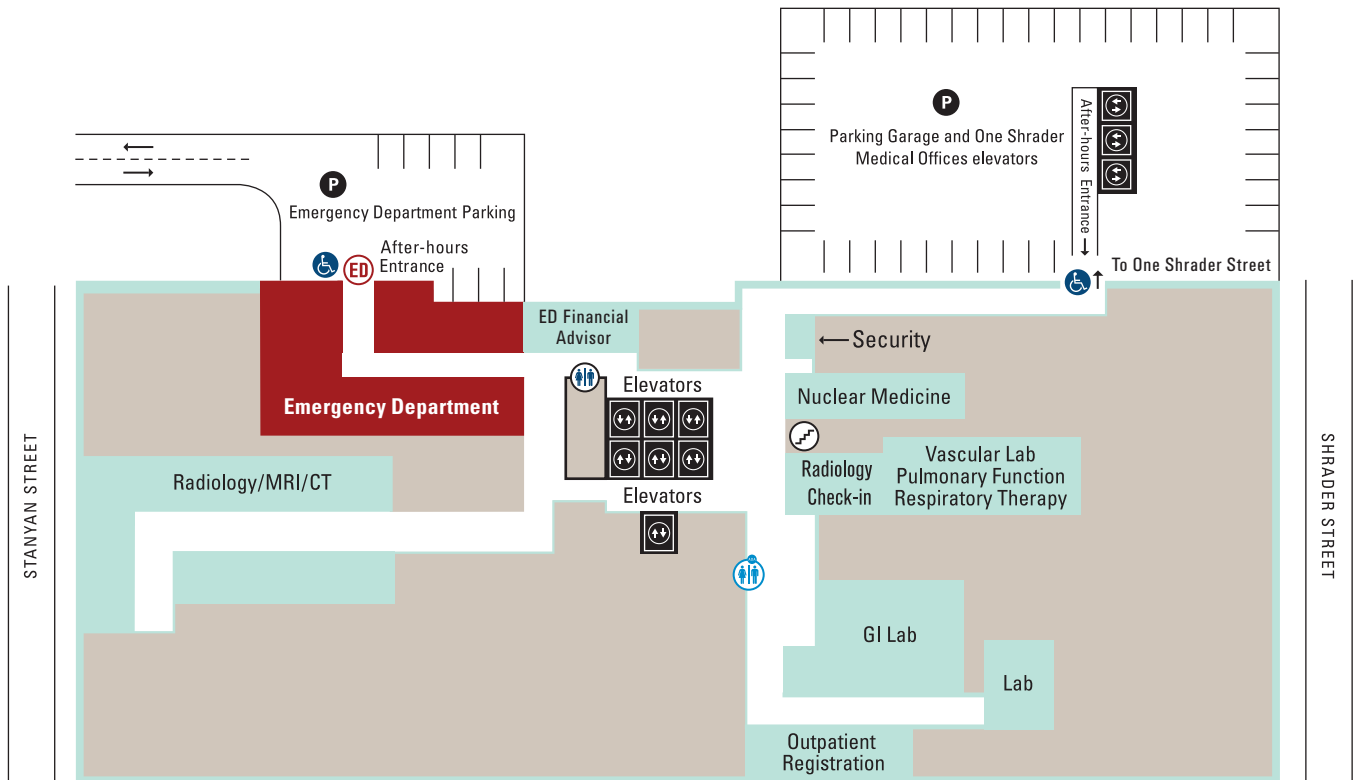 P
Parking Garage and One Shrader
Medical Offices elevators
After-hours Entrance
P
Emergency Department Parking
After-hours
Entrance
ED
To One Shrader Street
ED Financial
Advisor
Security
Elevators
Nuclear Medicine
Emergency Department
Vascular Lab
Pulmonary Function
Respiratory Therapy
Radiology
Check-in
Radiology/MRI/CT
Elevators
STANYAN STREET
SHRADER STREET
GI Lab
Lab
Outpatient
Registration